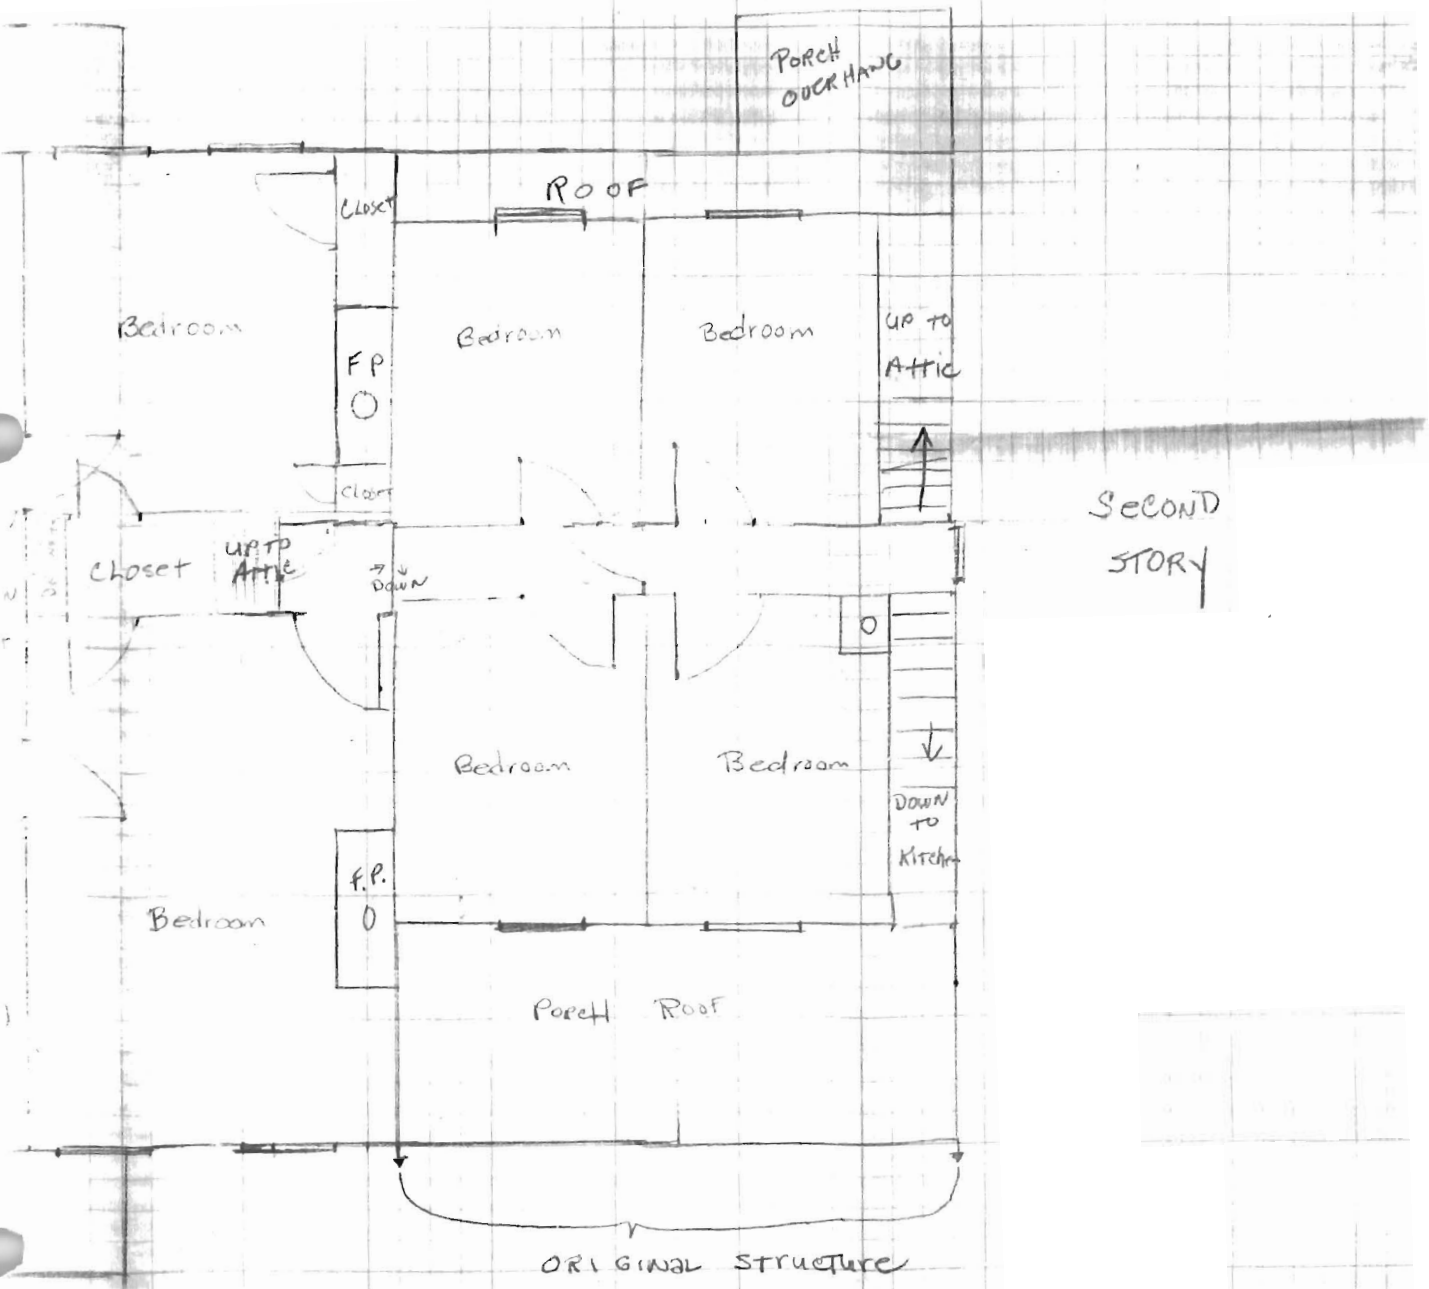 PORCH
OVERHANG
ROOF
CLOSET
Bedroom
Bedroom
Bedroom
UP TO
Attic
F P
CLOSET
SECOND
STORY
CLOSET
UP TO
Attic
DOWN
Bedroom
Bedroom
DOWN
TO
Kitchen
F.P.
Bedroom
PORCH ROOF
ORIGINAL STRUCTURE